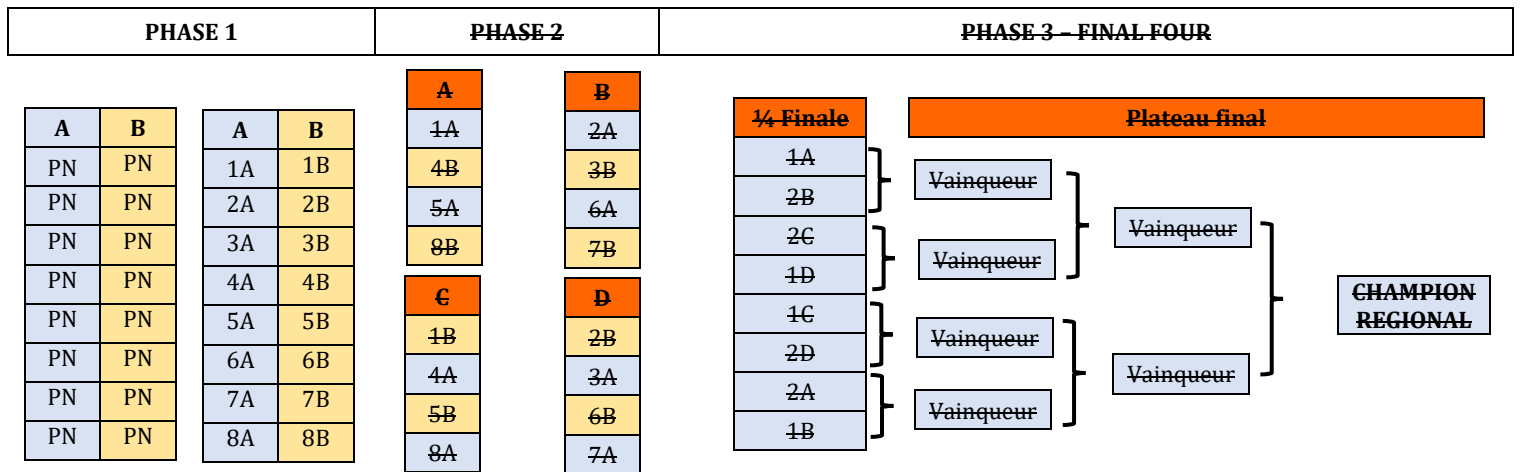 PHASE 1 PHASE 2 PHASE 3 – FINAL FOUR
A B
PN PN
PN PN
PN PN
PN PN
PN PN
PN PN
PN PN
PN PN
A B
1A 1B
2A 2B
3A 3B
4A 4B
5A 5B
6A 6B
7A 7B
8A 8B
A
1A
4B
5A
8B
B
2A
3B
6A
7B
C
1B
4A
5B
8A
D
2B
3A
6B
7A
¼ Finale
1A
2B
2C
1D
1C
2D
2A
1B
Plateau final
Vainqueur
Vainqueur
Vainqueur
Vainqueur
Vainqueur
Vainqueur
CHAMPION
REGIONAL